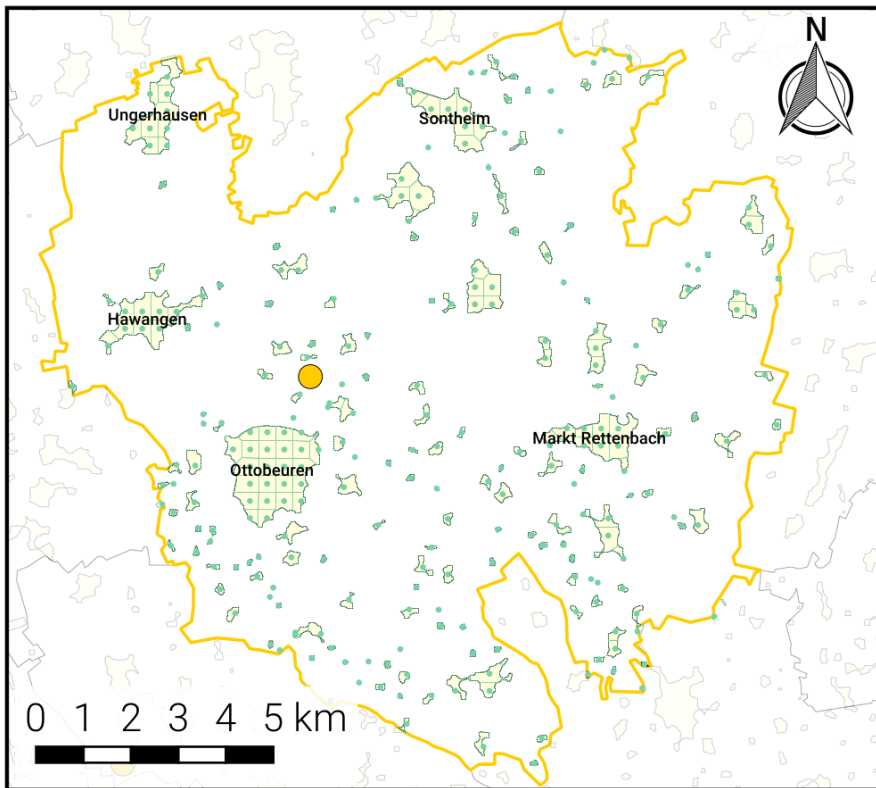 N
Ungerhausen
Sontheim
Hawangen
Markt Rettenbach
Ottobeuren
0 1 2 3 4 5 km